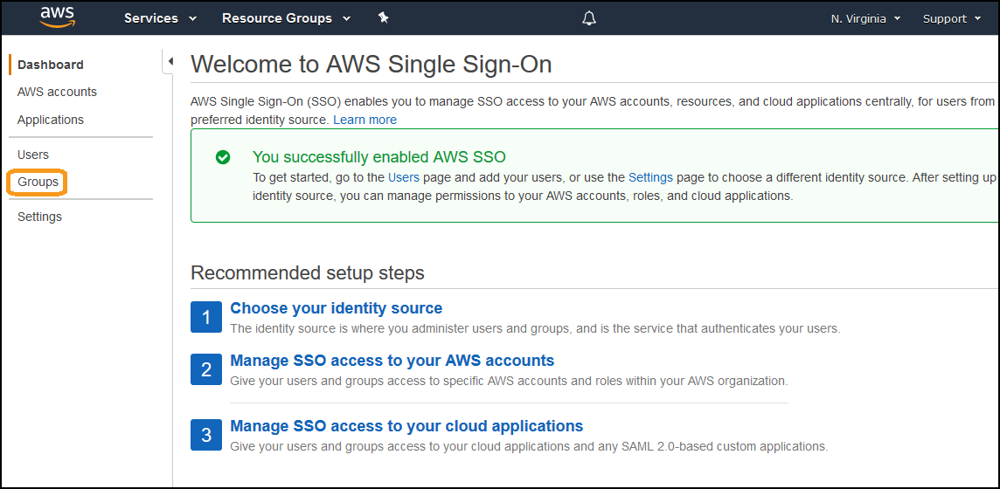 aws
Services
Resource Groups
N. Virginia
Support
Dashboard
AWS accounts
Applications
Users
Groups
Settings
Welcome to AWS Single Sign-On
AWS Single Sign-On (SSO) enables you to manage SSO access to your AWS accounts, resources, and cloud applications centrally, for users from
preferred identity source. Learn more
You successfully enabled AWS SSO
To get started, go to the Users page and add your users, or use the Settings page to choose a different identity source. After setting up
identity source, you can manage permissions to your AWS accounts, roles, and cloud applications.
Recommended setup steps
1
Choose your identity source
The identity source is where you administer users and groups, and is the service that authenticates your users.
2
Manage SSO access to your AWS accounts
Give your users and groups access to specific AWS accounts and roles within your AWS organization.
3
Manage SSO access to your cloud applications
Give your users and groups access to your cloud applications and any SAML 2.0-based custom applications.